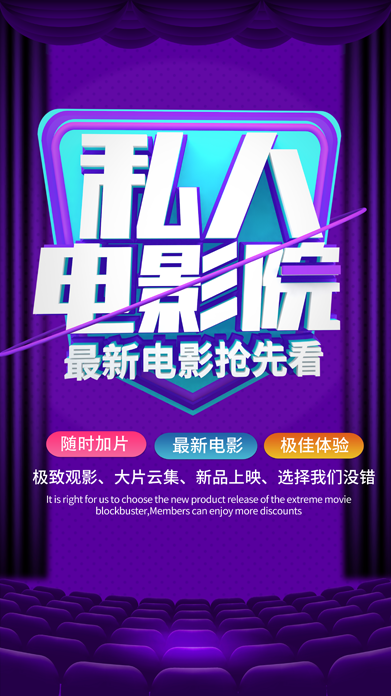 私人
电影院
最新电影抢先看
随时加片 最新电影 极佳体验
极致观影、大片云集、新品上映、选择我们没错
It is right for us to choose the new product release of the extreme movie
blockbuster,Members can enjoy more discounts